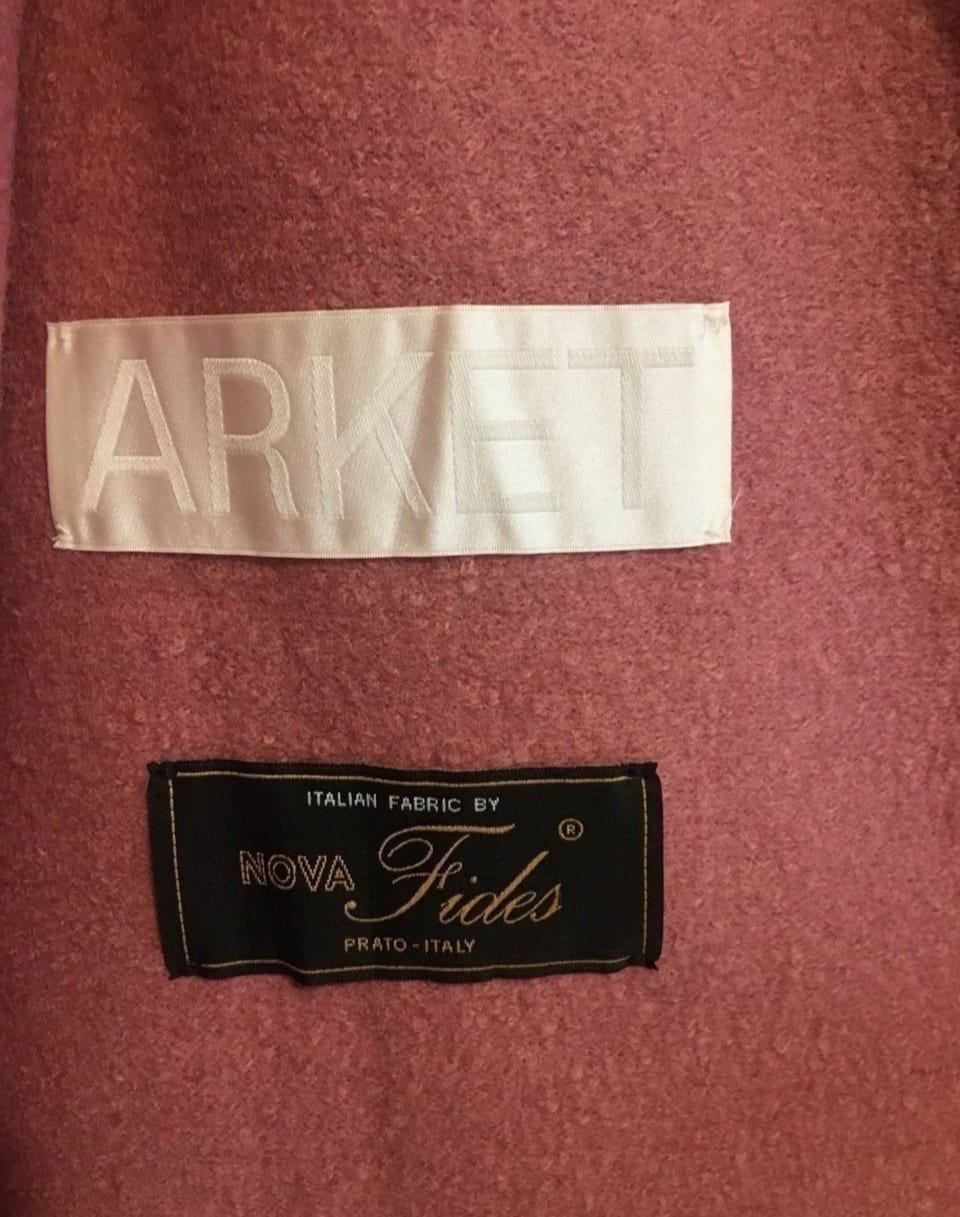 ARKET
ITALIAN FABRIC BY
NOVA Fides ®
PRATO - ITALY